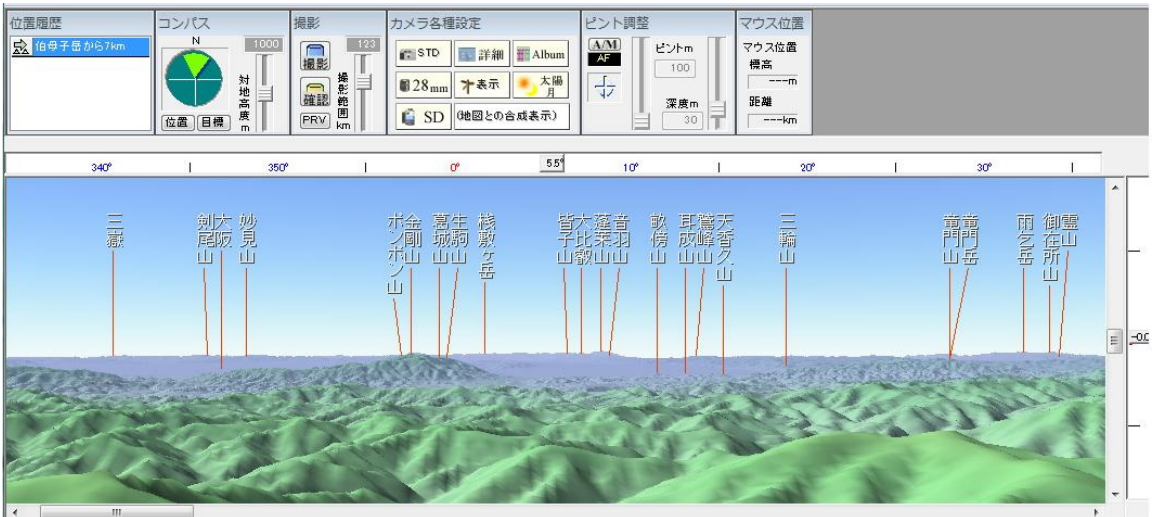 位置履歴
伯母子岳から7km
コンパス
N
1000
対地高度m
位置
目標
撮影
123
撮影
確認
PRV
撮影範囲km
カメラ各種設定
STD
詳細
Album
28mm
表示
太陽月
SD
(地図との合成表示)
ピント調整
A/M
AF
ピントm
100
深度m
30
マウス位置
マウス位置
標高
---m
距離
---km
340°
350°
0°
5.5°
10°
20°
30°
三嶽
剣尾山
大阪
妙見山
ポンポン山
金剛山
葛城山
生駒山
桟敷ヶ岳
皆子山
大比叡
蓬莱山
音羽山
畝傍山
耳成山
鷲峰山
天香久山
三輪山
竜門山
竜門岳
雨乞岳
御在所山
霊山